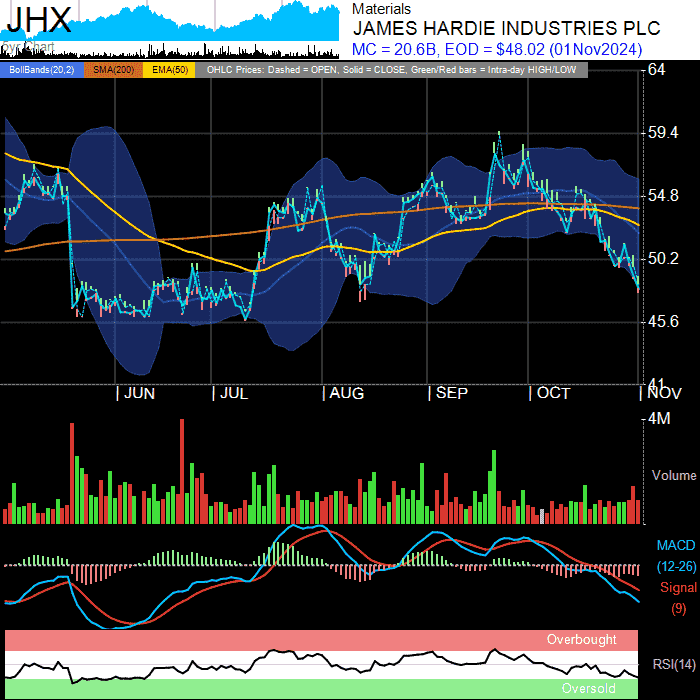 JHX
Materials
JAMES HARDIE INDUSTRIES PLC
MC = 20.6B, EOD = $48.02 (01Nov2024)
5yr Chart
BollBands(20,2) SMA(200) EMA(50) OHLC Prices: Dashed = OPEN, Solid = CLOSE, Green/Red bars = Intra-day HIGH/LOW
64
59.4
54.8
50.2
45.6
41
| JUN | JUL | AUG | SEP | OCT | NOV
4M
Volume
MACD
(12-26)
Signal
(9)
Overbought
RSI(14)
Oversold